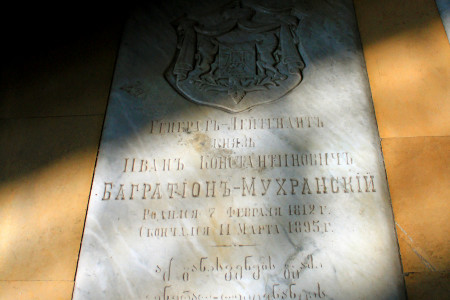 Генералъ-Лейтенантъ
Князь
Иванъ Константиновичъ
Багратіонъ-Мухранскій
Родился 7 Февраля 1812 г.
Скончался 11 Марта 1895 г.